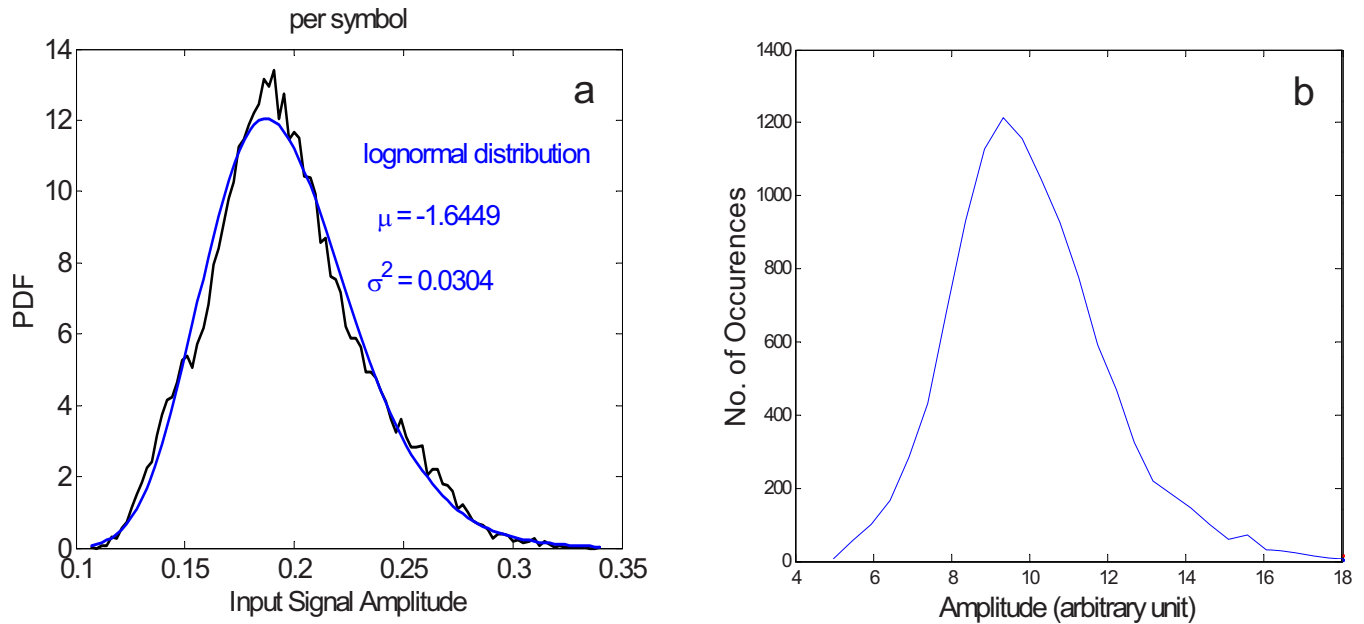 per symbol
a
PDF
14
12
10
8
6
4
2
0
lognormal distribution
μ = -1.6449
σ² = 0.0304
0.1 0.15 0.2 0.25 0.3 0.35
Input Signal Amplitude
b
No. of Occurences
1400
1200
1000
800
600
400
200
0
4 6 8 10 12 14 16 18
Amplitude (arbitrary unit)